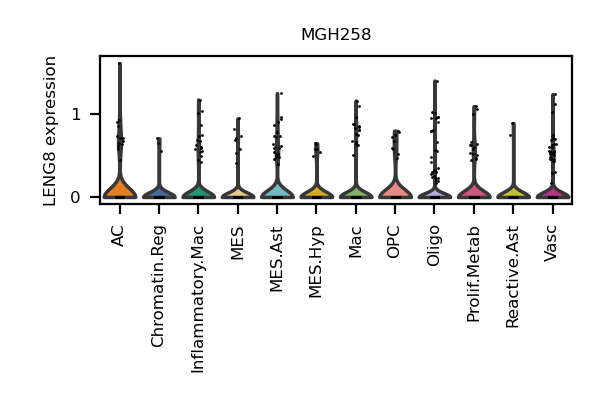 MGH258
LENG8 expression
1
0
AC
Chromatin.Reg
Inflammatory.Mac
MES
MES.Ast
MES.Hyp
Mac
OPC
Oligo
Prolif.Metab
Reactive.Ast
Vasc